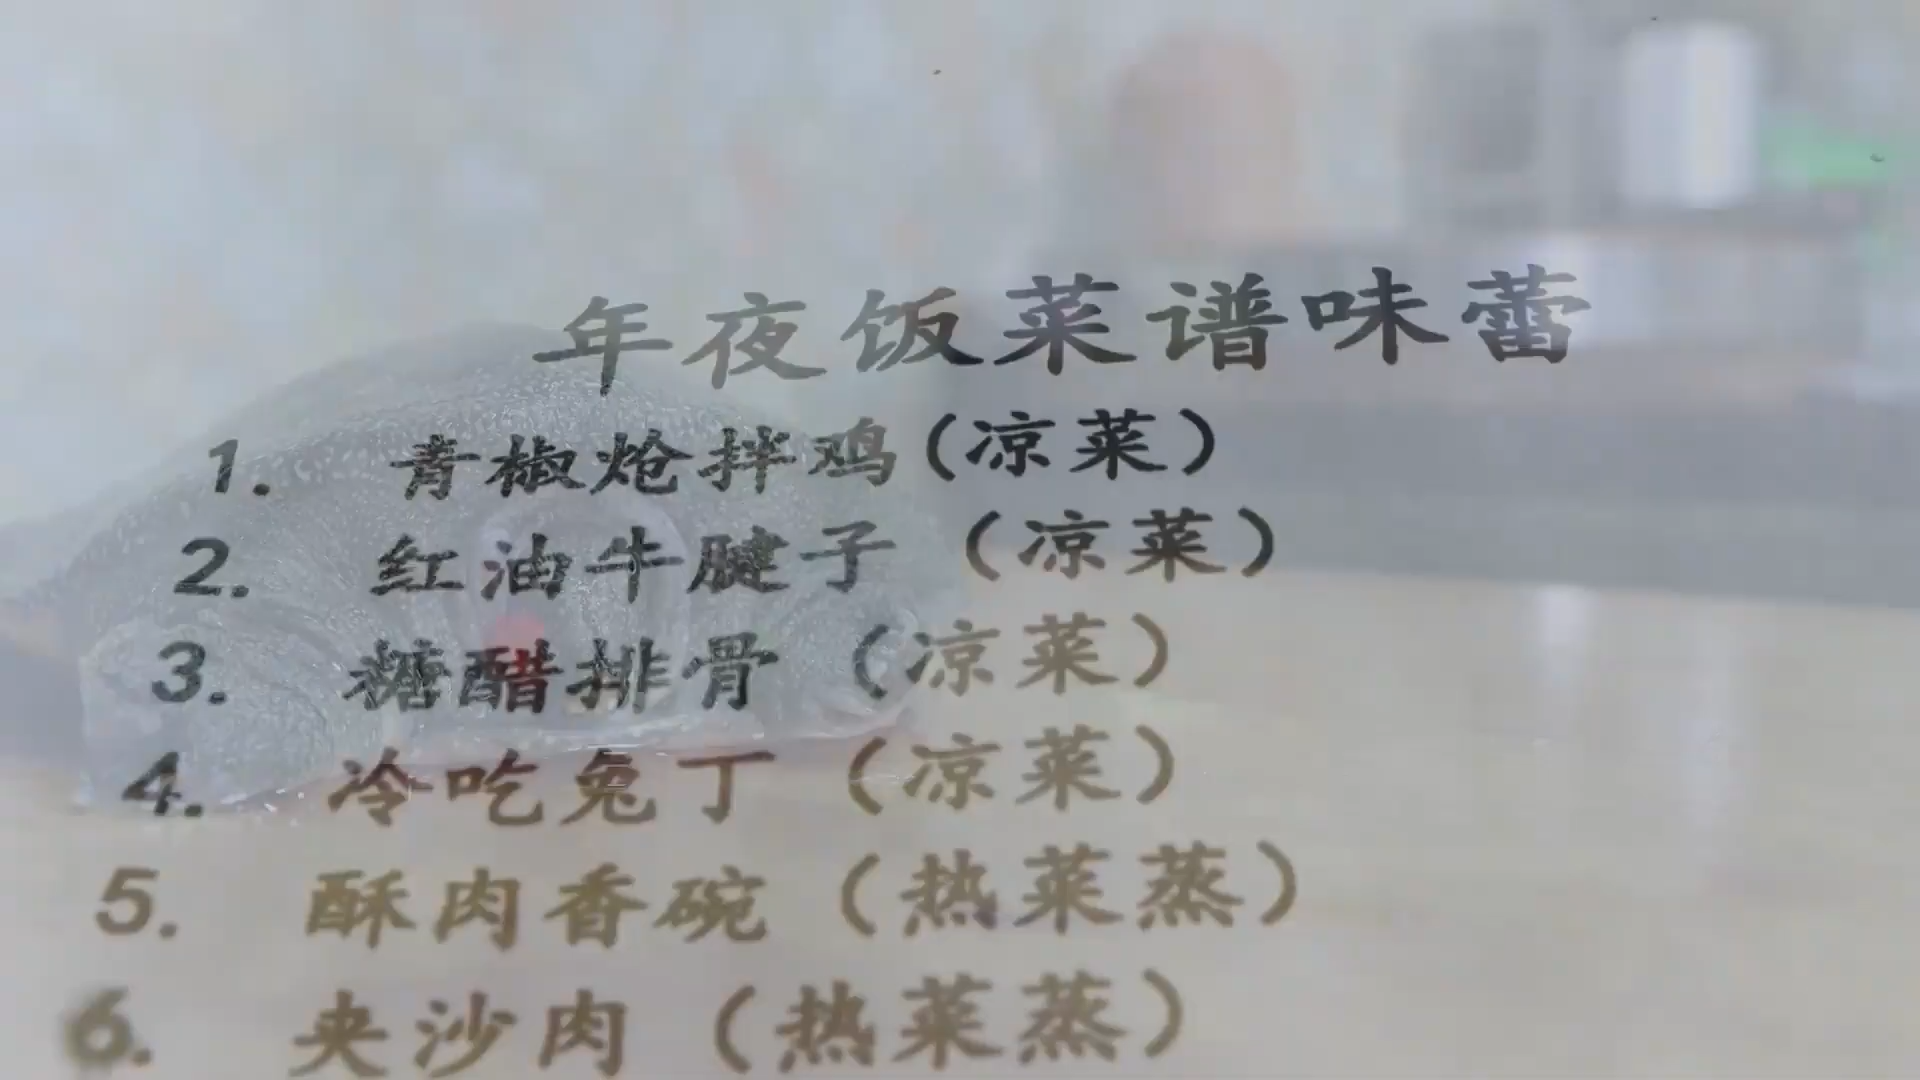 年夜饭菜谱味蕾
1. 青椒炝拌鸡(凉菜)
2. 红油牛腱子(凉菜)
3. 糖醋排骨(凉菜)
4. 冷吃兔丁(凉菜)
5. 酥肉香碗(热菜蒸)
6. 夹沙肉(热菜蒸)